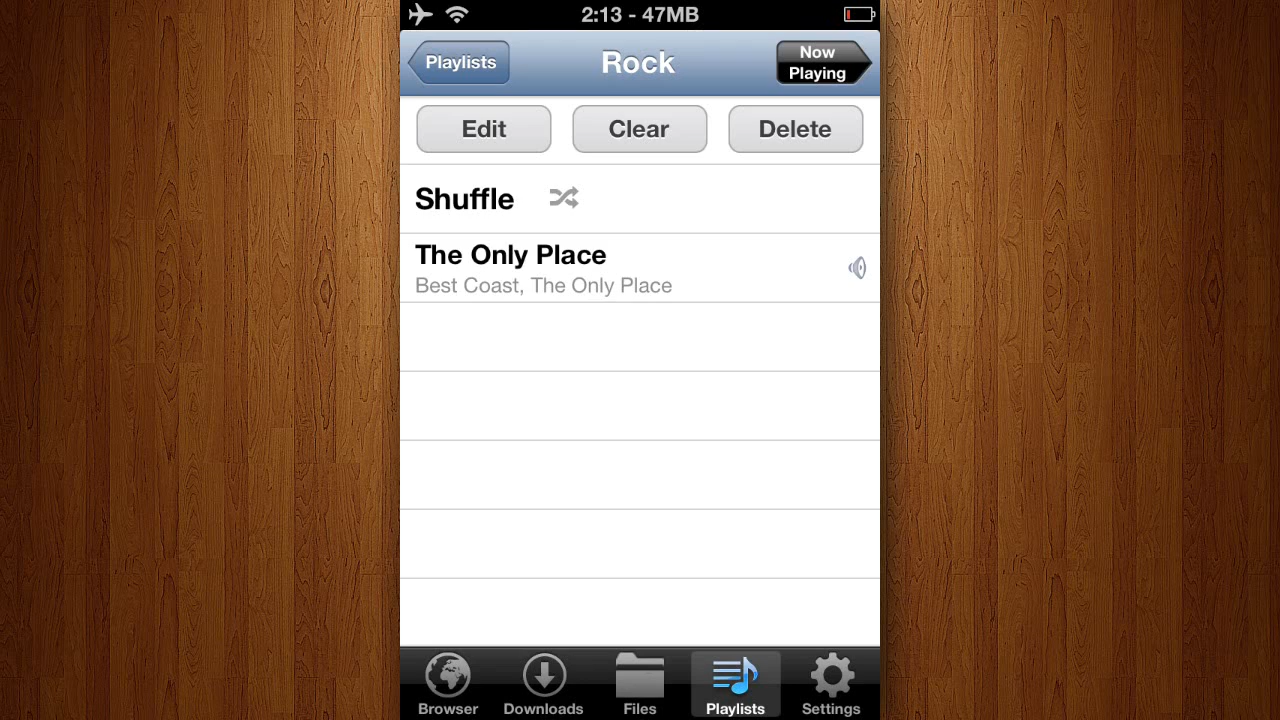 2:13 - 47MB
Playlists
Rock
Now
Playing
Edit
Clear
Delete
Shuffle
The Only Place
Best Coast, The Only Place
Browser
Downloads
Files
Playlists
Settings